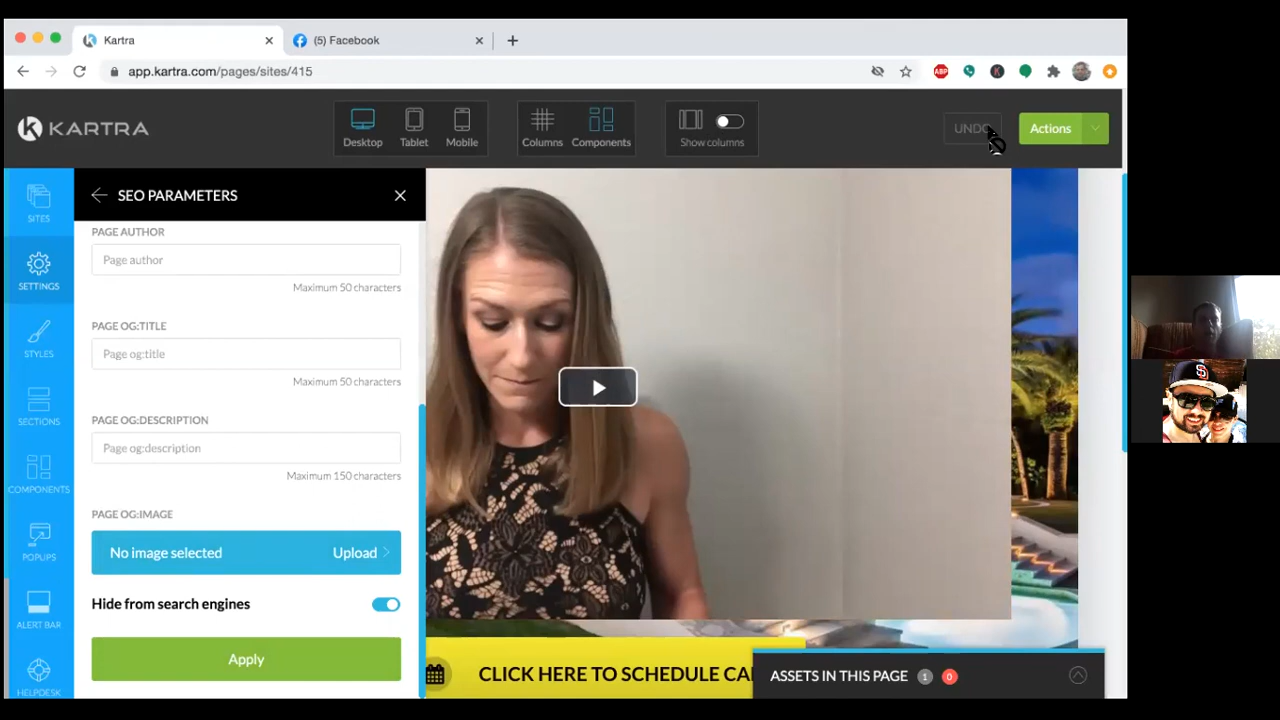 Kartra
(5) Facebook
app.kartra.com/pages/sites/415
ABP
KARTRA
Desktop
Tablet
Mobile
Columns
Components
Show columns
UNDO
Actions
SITES
SETTINGS
STYLES
SECTIONS
COMPONENTS
POPUPS
ALERT BAR
HELPDESK
SEO PARAMETERS
PAGE AUTHOR
Page author
Maximum 50 characters
PAGE OG:TITLE
Page og:title
Maximum 50 characters
PAGE OG:DESCRIPTION
Page og:description
Maximum 150 characters
PAGE OG:IMAGE
No image selected Upload
Hide from search engines
Apply
CLICK HERE TO SCHEDULE CA
ASSETS IN THIS PAGE 1 0